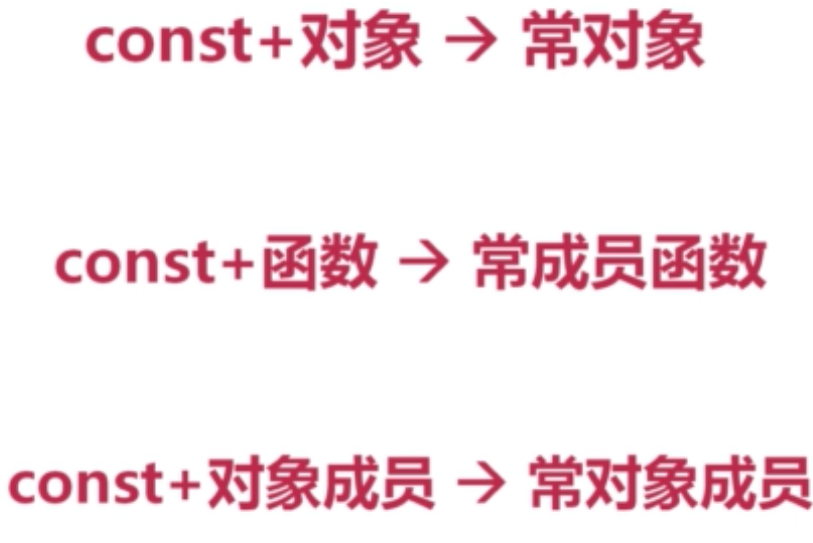 const+对象 → 常对象
const+函数 → 常成员函数
const+对象成员 → 常对象成员